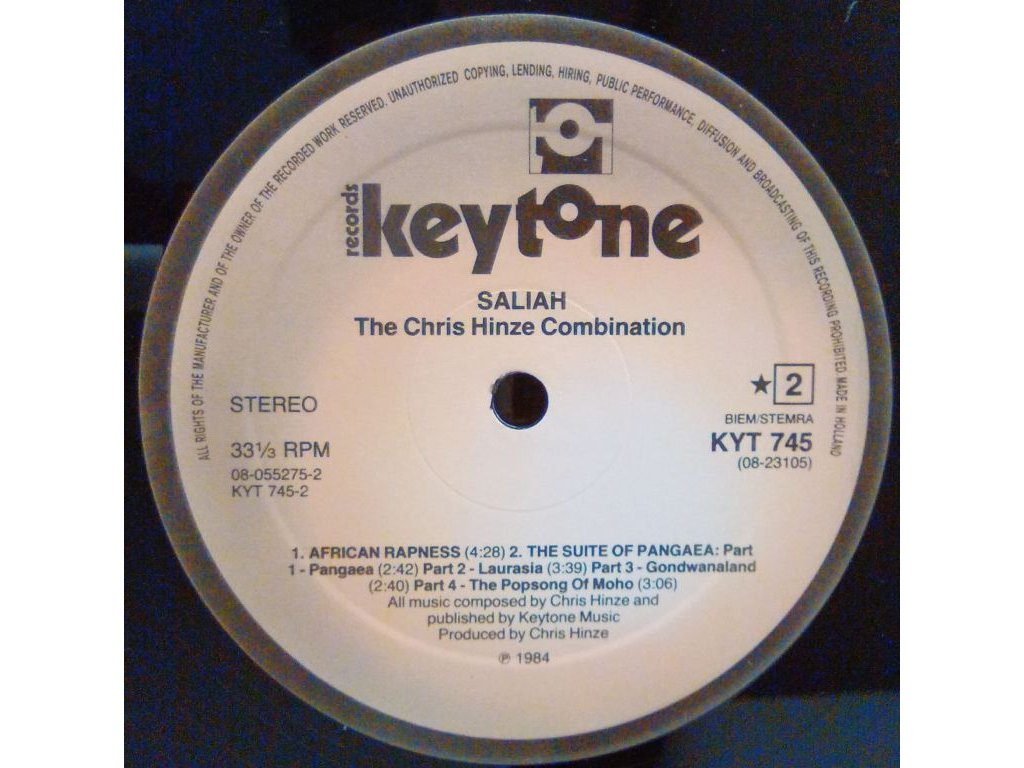 ALL RIGHTS OF THE MANUFACTURER AND OF THE OWNER OF THE RECORDED WORK RESERVED. UNAUTHORIZED COPYING, LENDING, HIRING, PUBLIC PERFORMANCE, DIFFUSION AND BROADCASTING OF THIS RECORDING PROHIBITED MADE IN HOLLAND
records
keytone
SALIAH
The Chris Hinze Combination
STEREO
33⅓ RPM
08-055275-2
KYT 745-2
★ 2
BIEM/STEMRA
KYT 745
(08-23105)
1. AFRICAN RAPNESS (4:28) 2. THE SUITE OF PANGAEA: Part
1 - Pangaea (2:42) Part 2 - Laurasia (3:39) Part 3 - Gondwanaland
(2:40) Part 4 - The Popsong Of Moho (3:06)
All music composed by Chris Hinze and
published by Keytone Music
Produced by Chris Hinze
℗ 1984